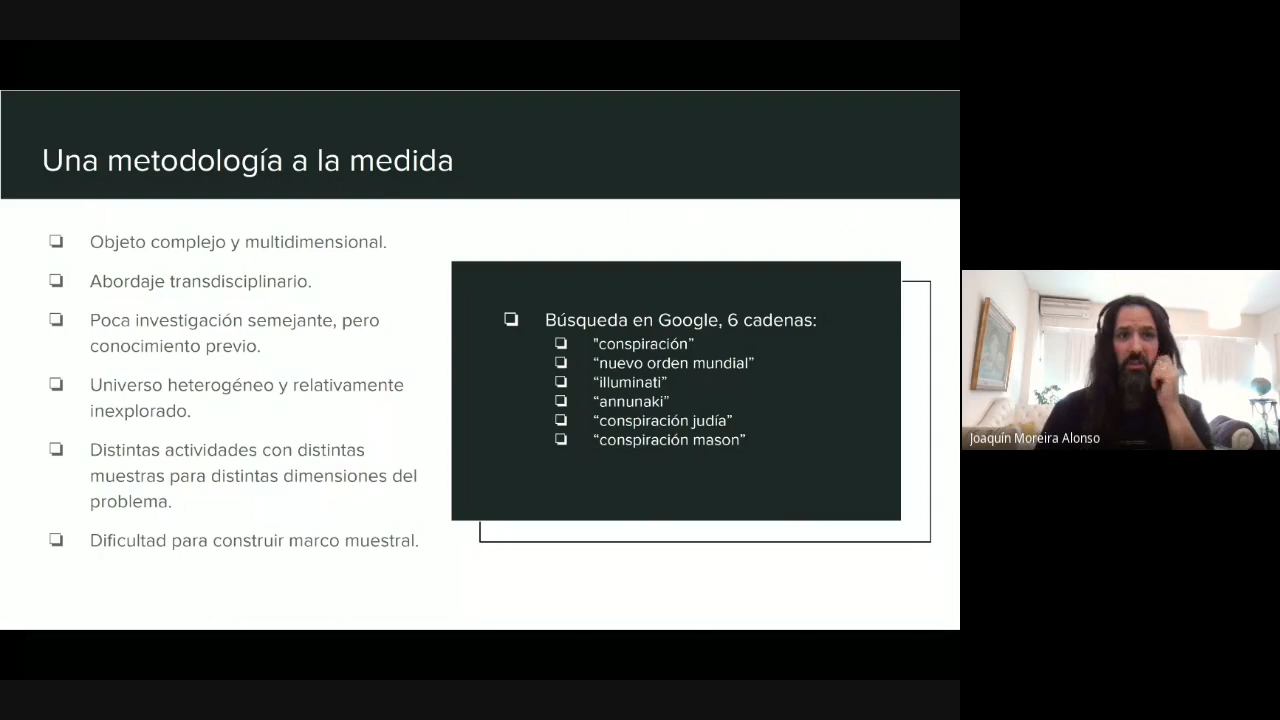 Una metodología a la medida
❏ Objeto complejo y multidimensional.
❏ Abordaje transdisciplinario.
❏ Poca investigación semejante, pero
conocimiento previo.
❏ Universo heterogéneo y relativamente
inexplorado.
❏ Distintas actividades con distintas
muestras para distintas dimensiones del
problema.
❏ Dificultad para construir marco muestral.
❏ Búsqueda en Google, 6 cadenas:
❏ "conspiración”
❏ “nuevo orden mundial”
❏ “illuminati”
❏ “annunaki”
❏ “conspiración judía”
❏ “conspiración mason”
Joaquín Moreira Alonso